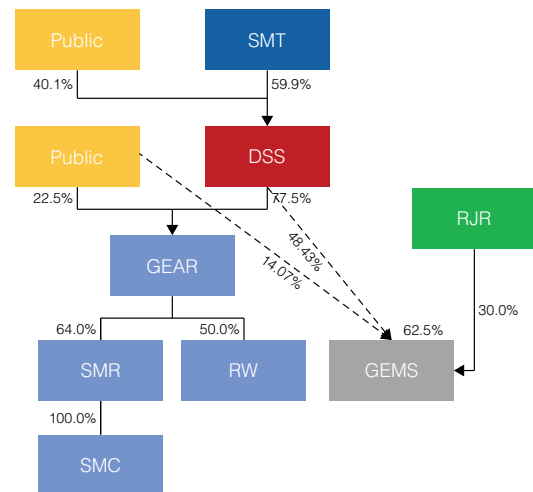 Public
SMT
40.1%
59.9%
Public
DSS
22.5%
77.5%
RJR
48.43%
14.07%
GEAR
30.0%
64.0%
50.0%
62.5%
SMR
RW
GEMS
100.0%
SMC